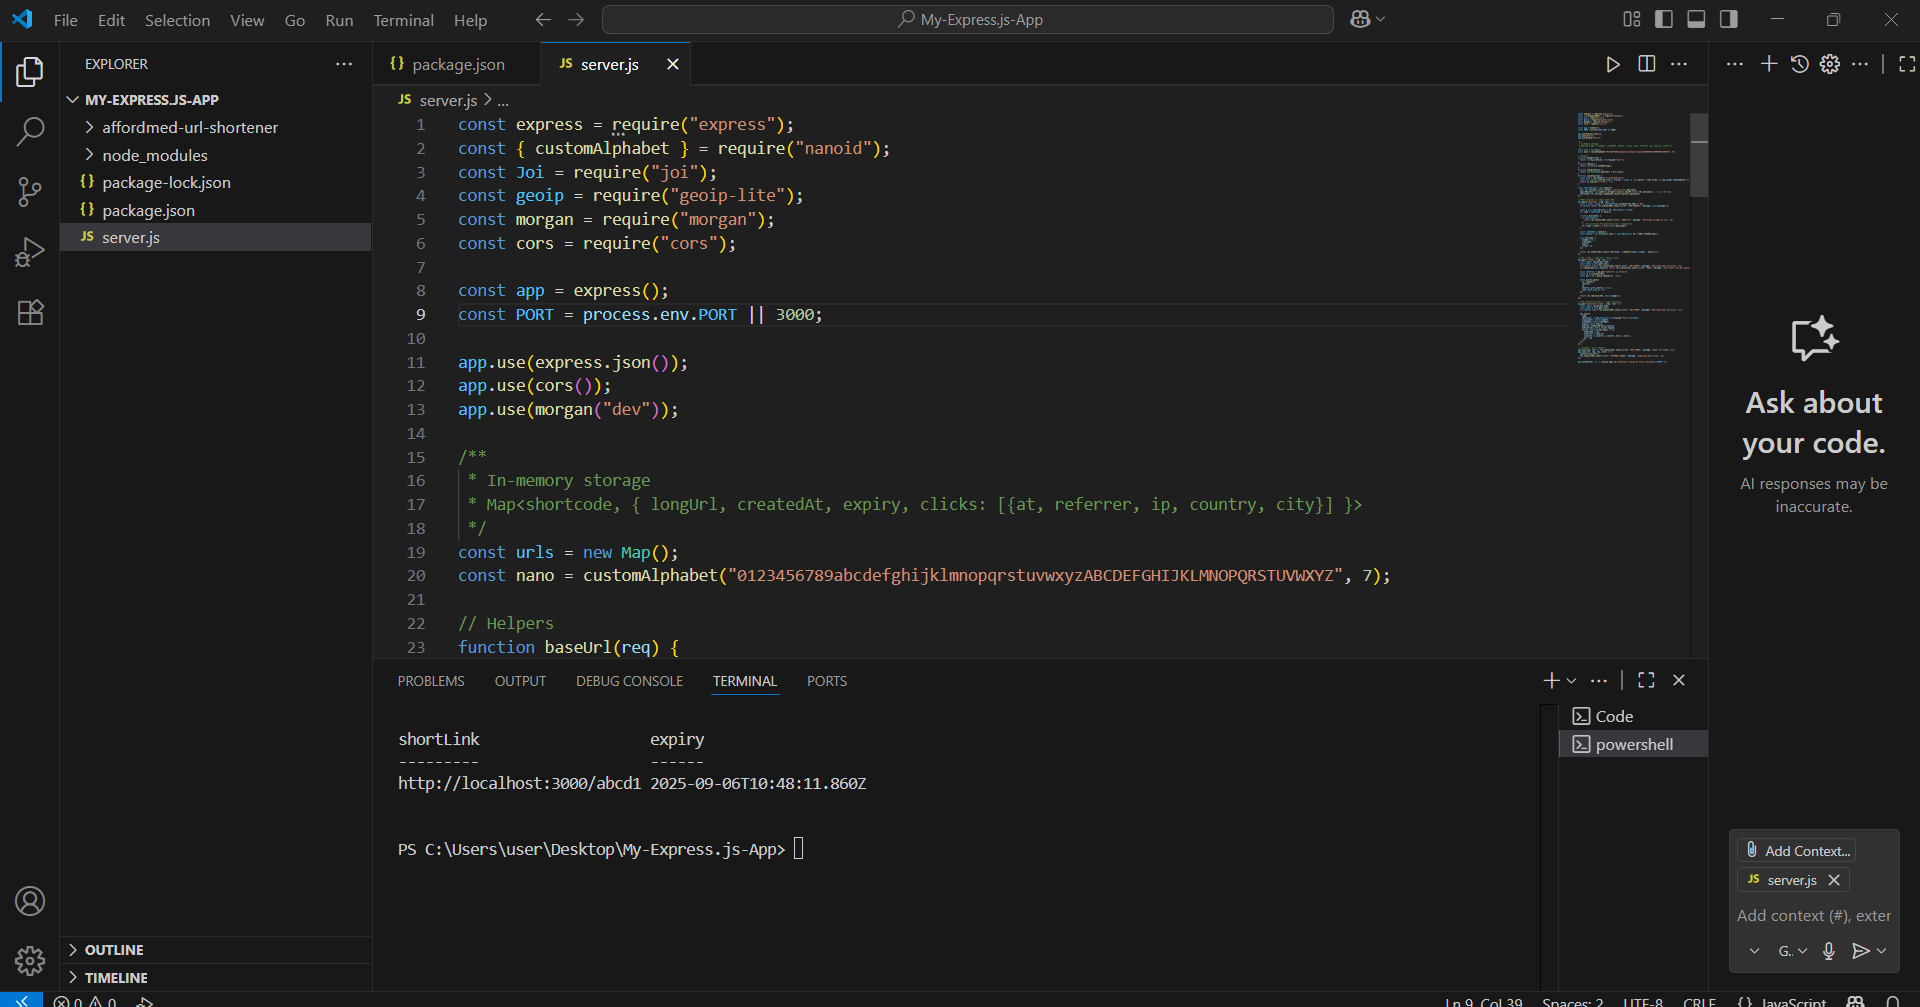 File Edit Selection View Go Run Terminal Help
My-Express.js-App
EXPLORER
MY-EXPRESS.JS-APP
affordmed-url-shortener
node_modules
{} package-lock.json
{} package.json
JS server.js
{} package.json
JS server.js
JS server.js > ...
1 const express = require("express");
2 const { customAlphabet } = require("nanoid");
3 const Joi = require("joi");
4 const geoip = require("geoip-lite");
5 const morgan = require("morgan");
6 const cors = require("cors");
7
8 const app = express();
9 const PORT = process.env.PORT || 3000;
10
11 app.use(express.json());
12 app.use(cors());
13 app.use(morgan("dev"));
14
15 /**
16 * In-memory storage
17 * Map<shortcode, { longUrl, createdAt, expiry, clicks: [{at, referrer, ip, country, city}] }>
18 */
19 const urls = new Map();
20 const nano = customAlphabet("0123456789abcdefghijklmnopqrstuvwxyzABCDEFGHIJKLMNOPQRSTUVWXYZ", 7);
21
22 // Helpers
23 function baseUrl(req) {
PROBLEMS OUTPUT DEBUG CONSOLE TERMINAL PORTS
shortLink expiry
--------- ------
http://localhost:3000/abcd1 2025-09-06T10:48:11.860Z
PS C:\Users\user\Desktop\My-Express.js-App>
Code
powershell
Ask about
your code.
AI responses may be
inaccurate.
Add Context...
JS server.js
Add context (#), exter
G..
OUTLINE
TIMELINE
0 0
Ln 9, Col 39 Spaces: 2 UTF-8 CRLF {} JavaScript